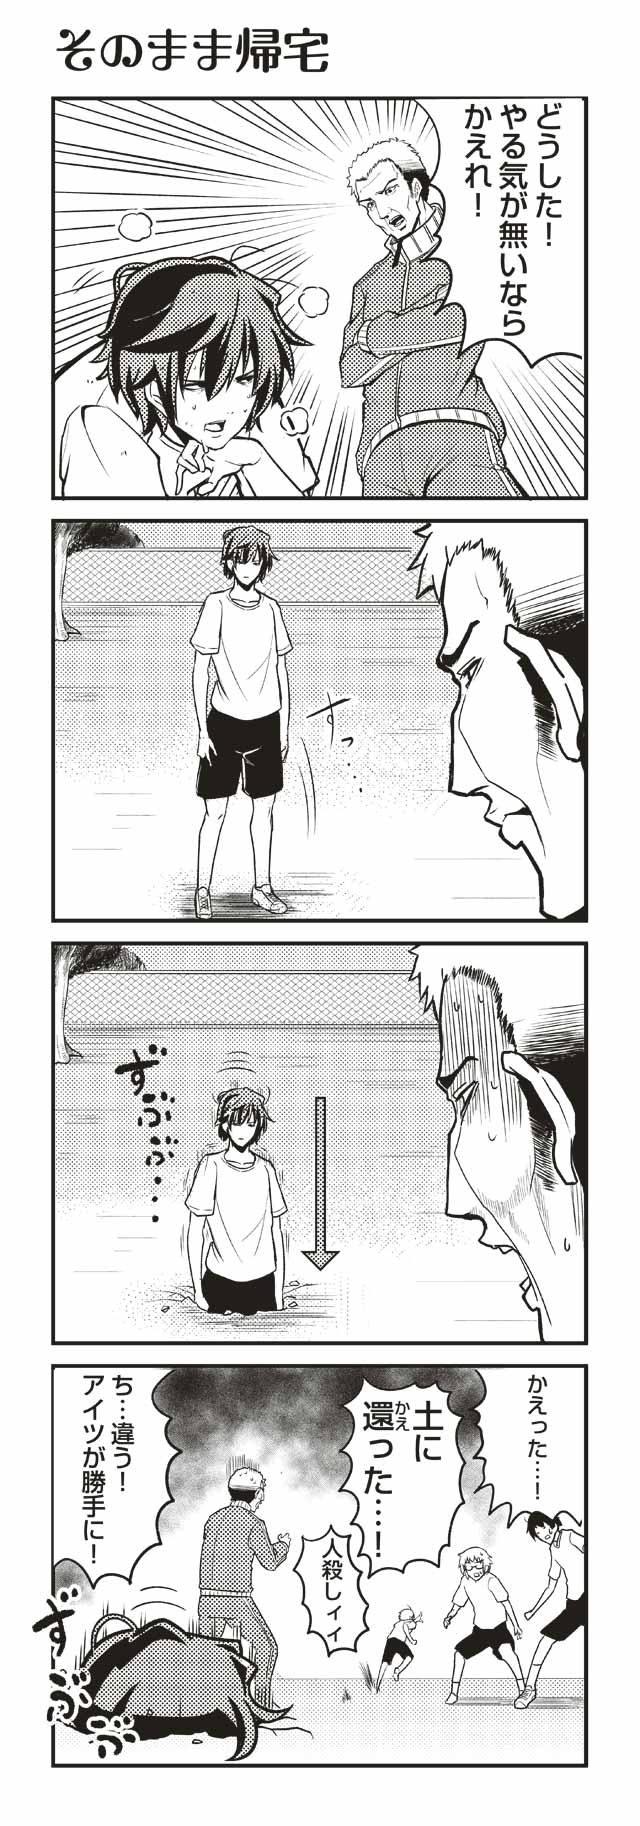 そのまま帰宅
どうした！
やる気が無いなら
かえれ！
すっ…
ずぶぶ…
かえった…！
土に
還った…！
かえ
人殺しィィ
ち…違う！
アイツが勝手に！
ずぶぶ